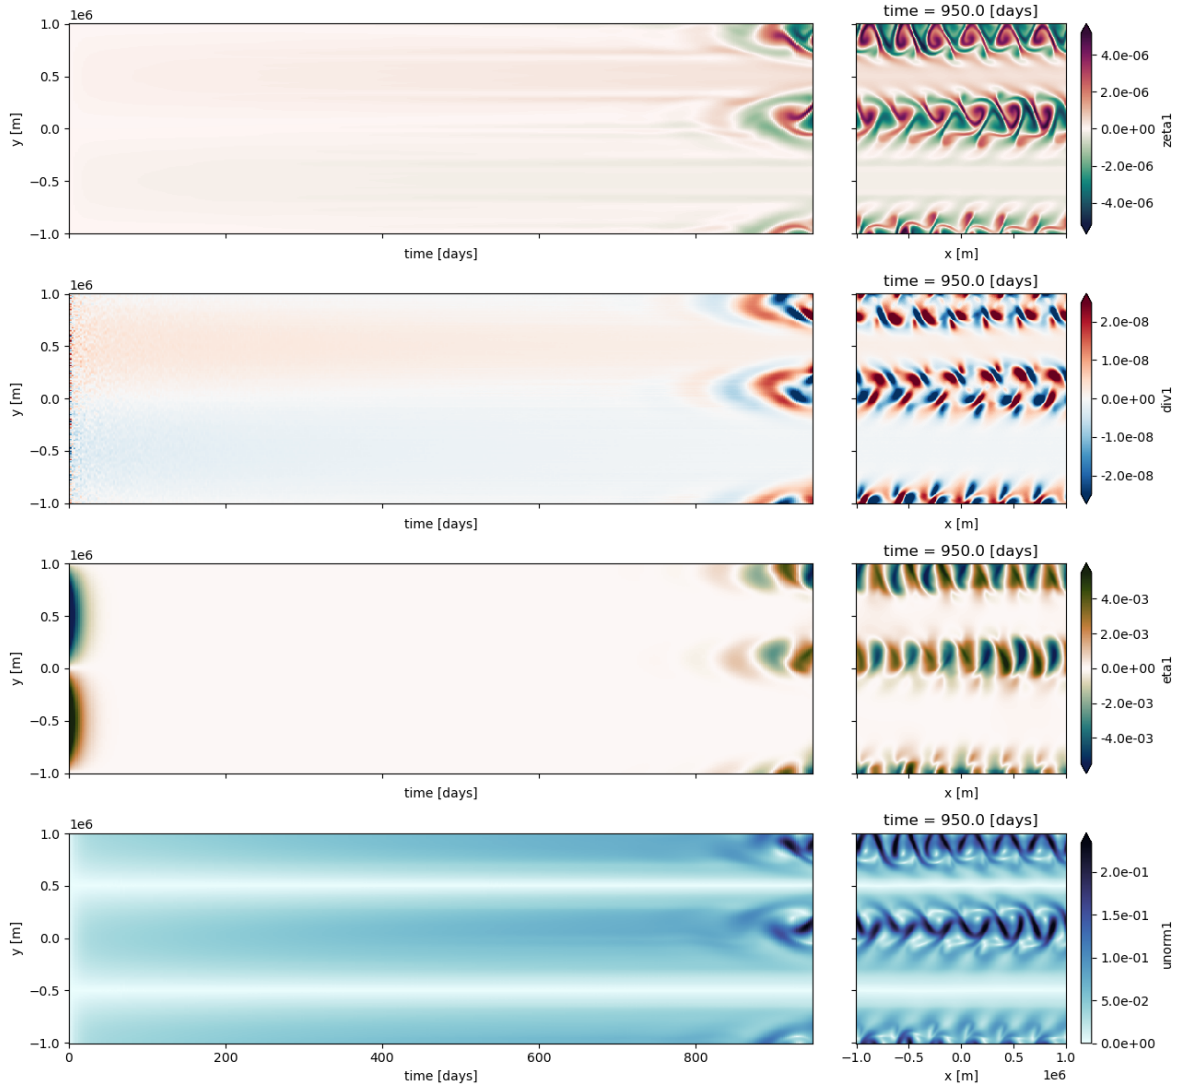 1e6
1.0
0.5
0.0
−0.5
−1.0
y [m]
time [days]
time = 950.0 [days]
x [m]
4.0e-06
2.0e-06
0.0e+00
−2.0e-06
−4.0e-06
zeta1
1e6
1.0
0.5
0.0
−0.5
−1.0
y [m]
time [days]
time = 950.0 [days]
x [m]
2.0e-08
1.0e-08
0.0e+00
−1.0e-08
−2.0e-08
div1
1e6
1.0
0.5
0.0
−0.5
−1.0
y [m]
time [days]
time = 950.0 [days]
x [m]
4.0e-03
2.0e-03
0.0e+00
−2.0e-03
−4.0e-03
eta1
1e6
1.0
0.5
0.0
−0.5
−1.0
y [m]
0 200 400 600 800
time [days]
time = 950.0 [days]
−1.0 −0.5 0.0 0.5 1.0
x [m]
1e6
2.0e-01
1.5e-01
1.0e-01
5.0e-02
0.0e+00
unorm1